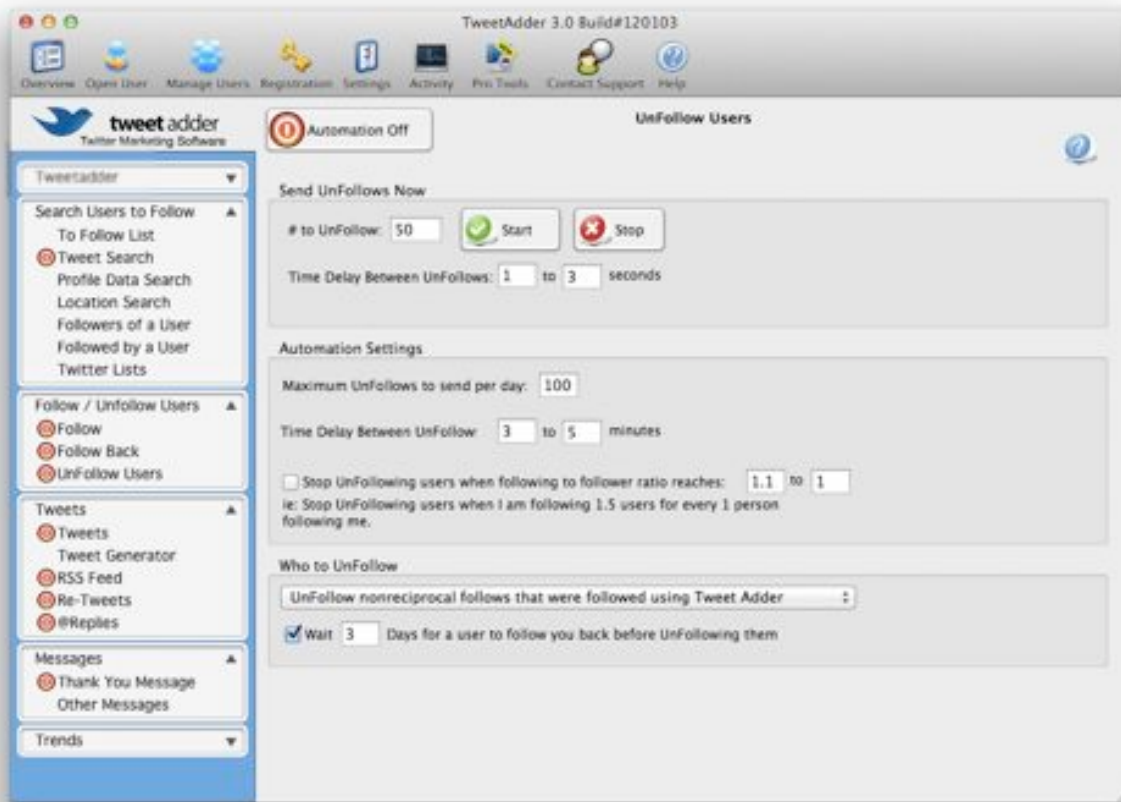 TweetAdder 3.0 Build#120103
Overview Open User Manage Users Registration Settings Activity Pro Tools Contact Support Help
tweet adder
Twitter Marketing Software
Automation Off
UnFollow Users
Tweetadder
Search Users to Follow
To Follow List
Tweet Search
Profile Data Search
Location Search
Followers of a User
Followed by a User
Twitter Lists
Follow / Unfollow Users
Follow
Follow Back
UnFollow Users
Tweets
Tweets
Tweet Generator
RSS Feed
Re-Tweets
@Replies
Messages
Thank You Message
Other Messages
Trends
Send UnFollows Now
# to UnFollow: 50 Start Stop
Time Delay Between UnFollows: 1 to 3 seconds
Automation Settings
Maximum UnFollows to send per day: 100
Time Delay Between UnFollow 3 to 5 minutes
Stop UnFollowing users when following to follower ratio reaches: 1.1 to 1
ie: Stop UnFollowing users when I am following 1.5 users for every 1 person
following me.
Who to UnFollow
UnFollow nonreciprocal follows that were followed using Tweet Adder
Wait 3 Days for a user to follow you back before UnFollowing them